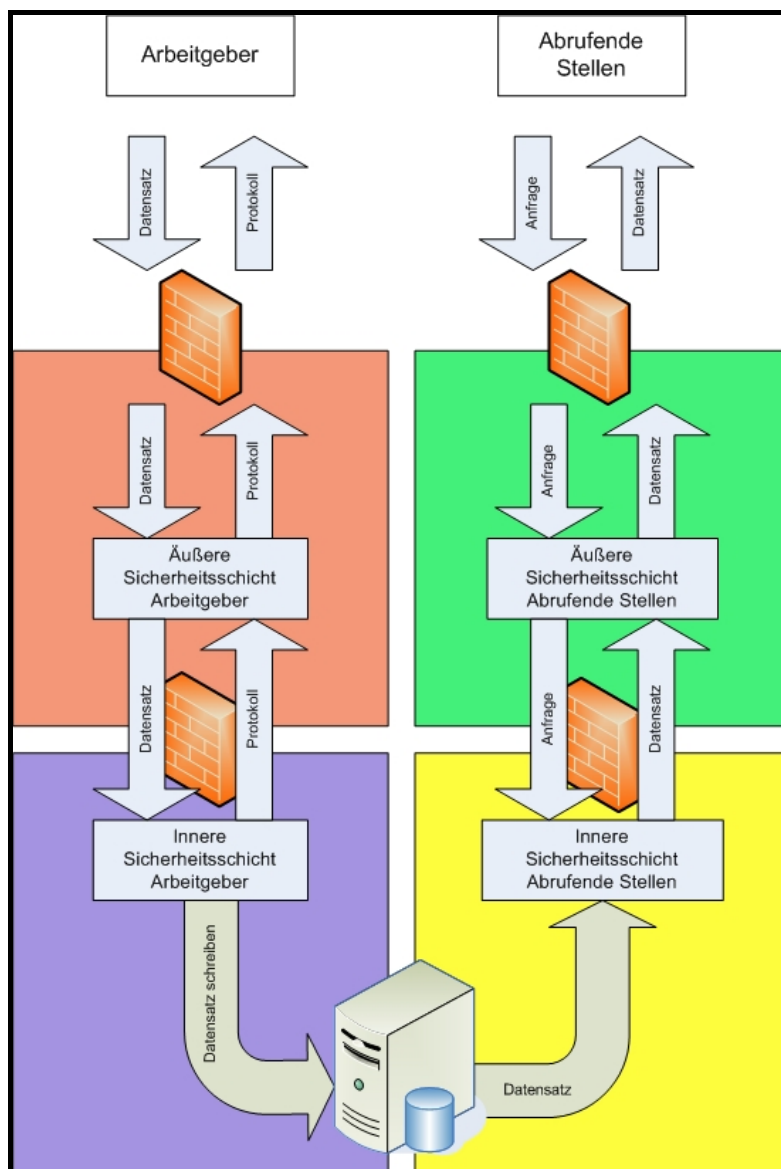 Arbeitgeber
Abrufende
Stellen
Datensatz
Protokoll
Anfrage
Datensatz
Datensatz
Protokoll
Anfrage
Datensatz
Äußere
Sicherheitsschicht
Arbeitgeber
Äußere
Sicherheitsschicht
Abrufende Stellen
Datensatz
Protokoll
Anfrage
Datensatz
Innere
Sicherheitsschicht
Arbeitgeber
Innere
Sicherheitsschicht
Abrufende Stellen
Datensatz schreiben
Datensatz